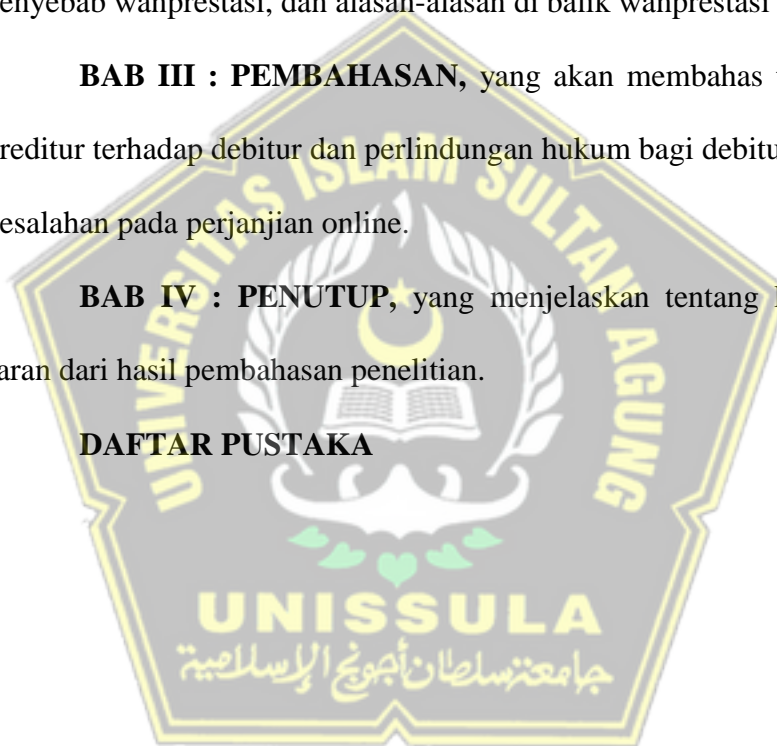 enyebab wanprestasi, dan alasan-alasan di balik wanprestasi
BAB III : PEMBAHASAN, yang akan membahas
reditur terhadap debitur dan perlindungan hukum bagi debitu
esalahan pada perjanjian online.
BAB IV : PENUTUP, yang menjelaskan tentang
aran dari hasil pembahasan penelitian.
DAFTAR PUSTAKA
UNIVERSITAS ISLAM SULTAN AGUNG
UNISSULA
جامعة سلطان أجونج الإسلامية